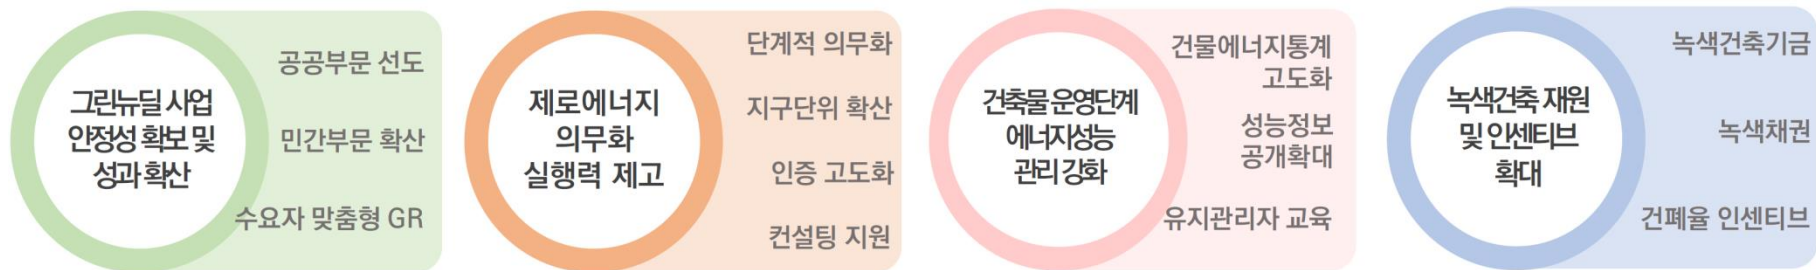 그린뉴딜 사업
안정성 확보 및
성과 확산
공공부문 선도
민간부문 확산
수요자 맞춤형 GR
제로에너지
의무화
실행력 제고
단계적 의무화
지구단위 확산
인증 고도화
컨설팅 지원
건축물 운영단계
에너지성능
관리 강화
건물에너지통계
고도화
성능정보
공개확대
유지관리자 교육
녹색건축 재원
및 인센티브
확대
녹색건축기금
녹색채권
건폐율 인센티브